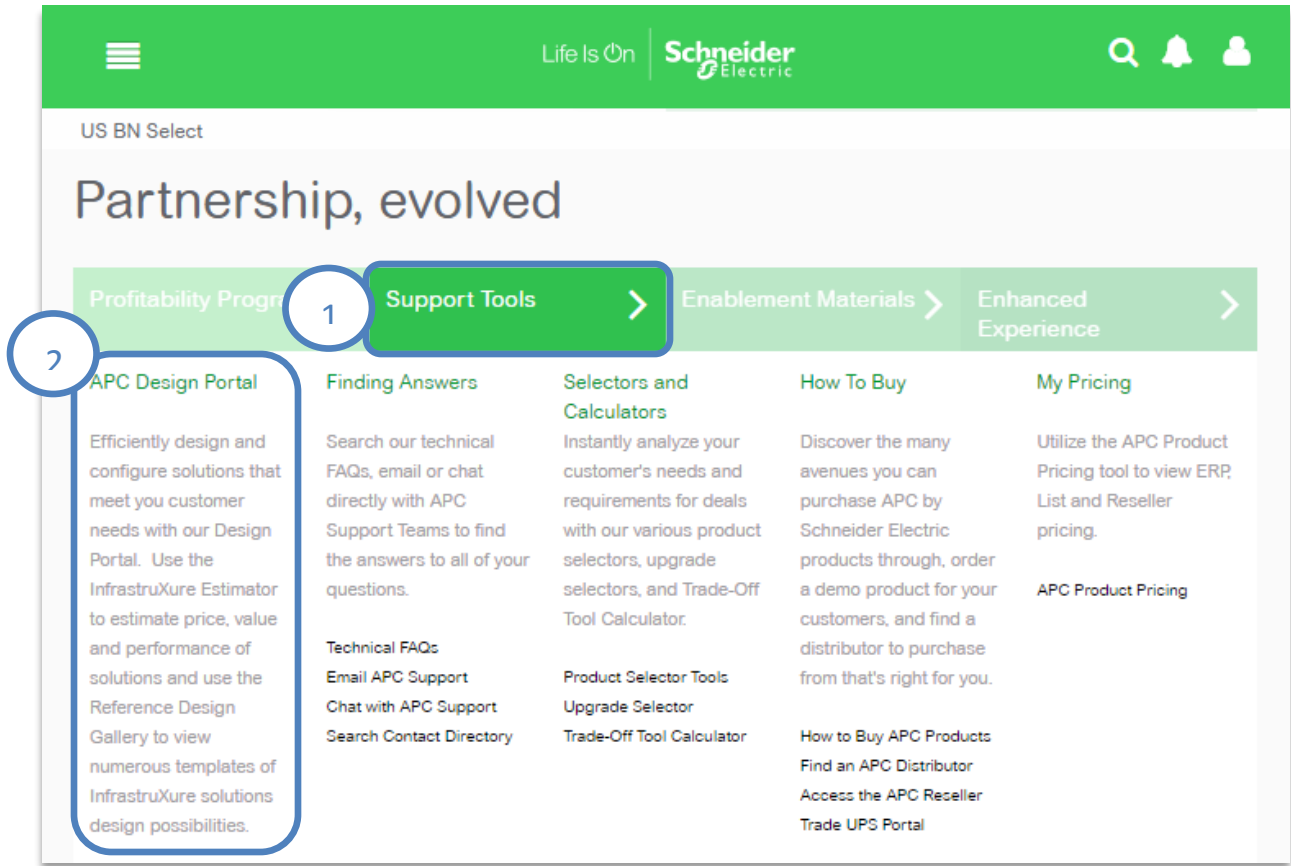 Life Is On
Schneider
Electric
US BN Select
Partnership, evolved
Profitability Progra
1
Support Tools
Enablement Materials
Enhanced
Experience
2
APC Design Portal
Efficiently design and
configure solutions that
meet you customer
needs with our Design
Portal. Use the
InfrastruXure Estimator
to estimate price, value
and performance of
solutions and use the
Reference Design
Gallery to view
numerous templates of
InfrastruXure solutions
design possibilities.
Finding Answers
Search our technical
FAQs, email or chat
directly with APC
Support Teams to find
the answers to all of your
questions.
Technical FAQs
Email APC Support
Chat with APC Support
Search Contact Directory
Selectors and
Calculators
Instantly analyze your
customer's needs and
requirements for deals
with our various product
selectors, upgrade
selectors, and Trade-Off
Tool Calculator.
Product Selector Tools
Upgrade Selector
Trade-Off Tool Calculator
How To Buy
Discover the many
avenues you can
purchase APC by
Schneider Electric
products through, order
a demo product for your
customers, and find a
distributor to purchase
from that's right for you.
How to Buy APC Products
Find an APC Distributor
Access the APC Reseller
Trade UPS Portal
My Pricing
Utilize the APC Product
Pricing tool to view ERP,
List and Reseller
pricing.
APC Product Pricing